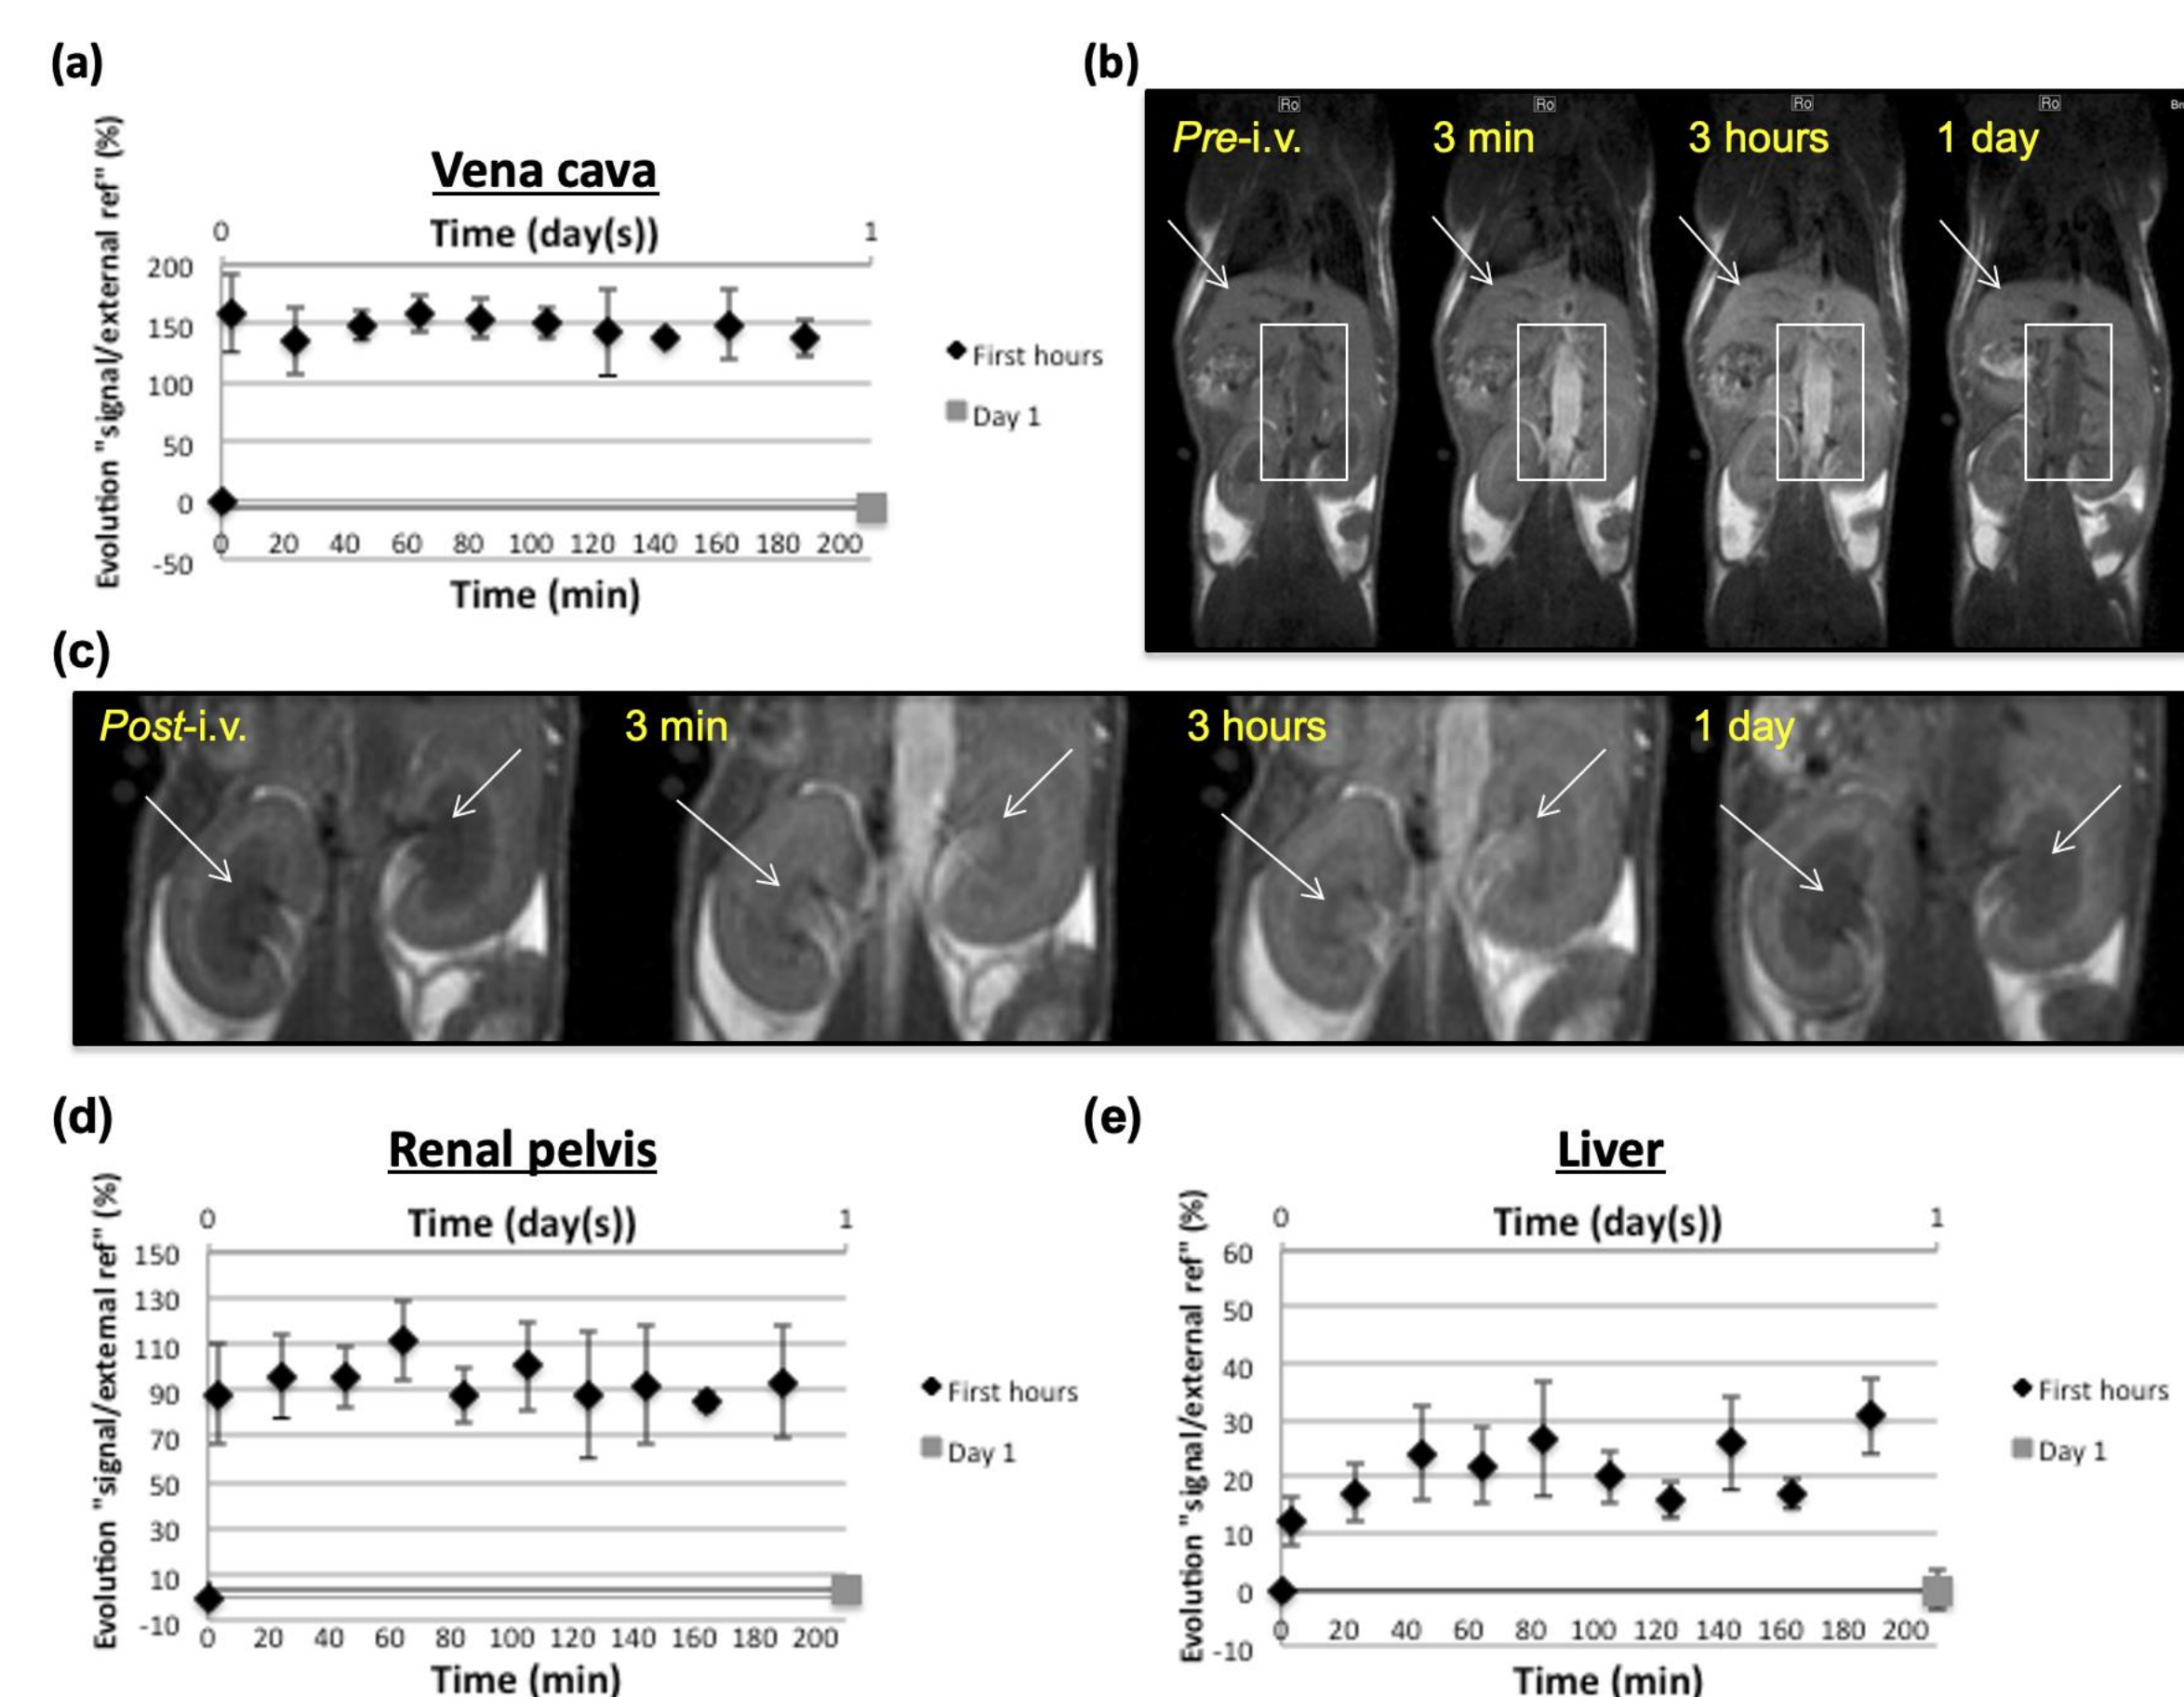 (a)
Vena cava
Evolution "signal/external ref" (%)
0 Time (day(s)) 1
200
150
100
50
0
-50
0 20 40 60 80 100 120 140 160 180 200
Time (min)
First hours
Day 1
(b)
Ro Ro Ro Ro
Pre-i.v. 3 min 3 hours 1 day
(c)
Post-i.v. 3 min 3 hours 1 day
(d)
Renal pelvis
Evolution "signal/external ref" (%)
0 Time (day(s)) 1
150
130
110
90
70
50
30
10
-10
0 20 40 60 80 100 120 140 160 180 200
Time (min)
First hours
Day 1
(e)
Liver
Evolution "signal/external ref" (%)
0 Time (day(s)) 1
60
50
40
30
20
10
0
-10
0 20 40 60 80 100 120 140 160 180 200
Time (min)
First hours
Day 1